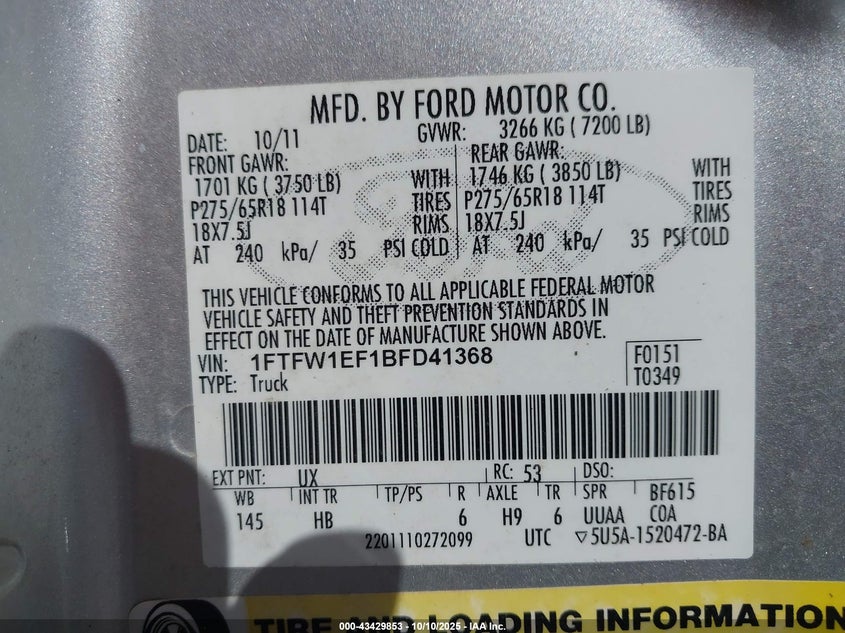 MFD. BY FORD MOTOR CO.
DATE: 10/11 GVWR: 3266 KG ( 7200 LB)
FRONT GAWR: REAR GAWR:
1701 KG ( 3750 LB) WITH 1746 KG ( 3850 LB) WITH
P275/65R18 114T TIRES P275/65R18 114T TIRES
18X7.5J RIMS 18X7.5J RIMS
AT 240 kPa/ 35 PSI COLD AT 240 kPa/ 35 PSI COLD
THIS VEHICLE CONFORMS TO ALL APPLICABLE FEDERAL MOTOR
VEHICLE SAFETY AND THEFT PREVENTION STANDARDS IN
EFFECT ON THE DATE OF MANUFACTURE SHOWN ABOVE.
VIN: 1FTFW1EF1BFD41368 F0151
TYPE: Truck T0349
EXT PNT: UX RC: 53 DSO:
WB INT TR TP/PS R AXLE TR SPR BF615
145 HB 6 H9 6 UUAA COA
2201110272099 UTC ▽5U5A-1520472-BA
TIRE AND LOADING INFORMATION
000-43429853 - 10/10/2025 - IAA Inc.